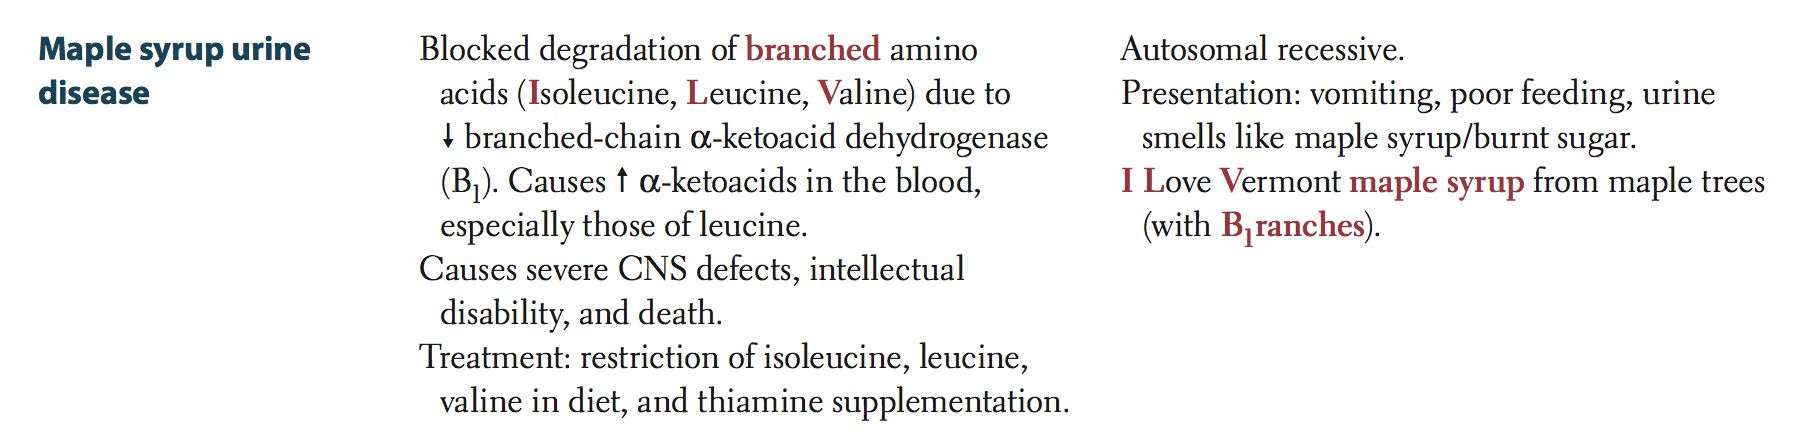 Maple syrup urine
disease
Blocked degradation of branched amino
acids (Isoleucine, Leucine, Valine) due to
↓ branched-chain α-ketoacid dehydrogenase
(B₁). Causes ↑ α-ketoacids in the blood,
especially those of leucine.
Causes severe CNS defects, intellectual
disability, and death.
Treatment: restriction of isoleucine, leucine,
valine in diet, and thiamine supplementation.
Autosomal recessive.
Presentation: vomiting, poor feeding, urine
smells like maple syrup/burnt sugar.
I Love Vermont maple syrup from maple trees
(with B₁ranches).